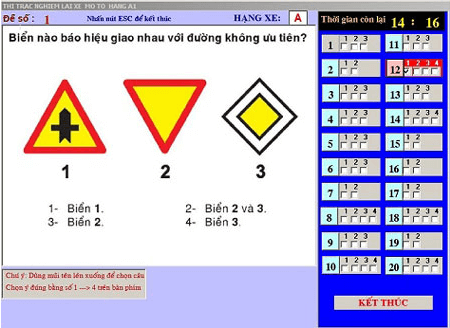 THI TRAC NGHIEM LAI XE MO TO HANG A1
Đề số : 1 Nhấn nút ESC để kết thúc HẠNG XE: A
Thời gian còn lại 14 : 16
Biển nào báo hiệu giao nhau với đường không ưu tiên?
1 2 3
1- Biển 1. 2- Biển 2 và 3.
3- Biển 2. 4- Biển 3.
Chú ý: Dùng mũi tên lên xuống để chọn câu
Chọn ý đúng bằng số 1 ---> 4 trên bàn phím
1 1 2 3
11 1 2 3
2 1 2
12 1 2 3 4
3 1 2 3
13 1 2 3
4 1 2 3
14 1 2 3 4
5 1 2
15 1 2
6 1 2
16 1 2
7 1 2
17 1 2
8 1 2 3 4
18 1 2 3
9 1 2
19 1 2
10 1 2 3 4
20 1 2 3 4
KẾT THÚC